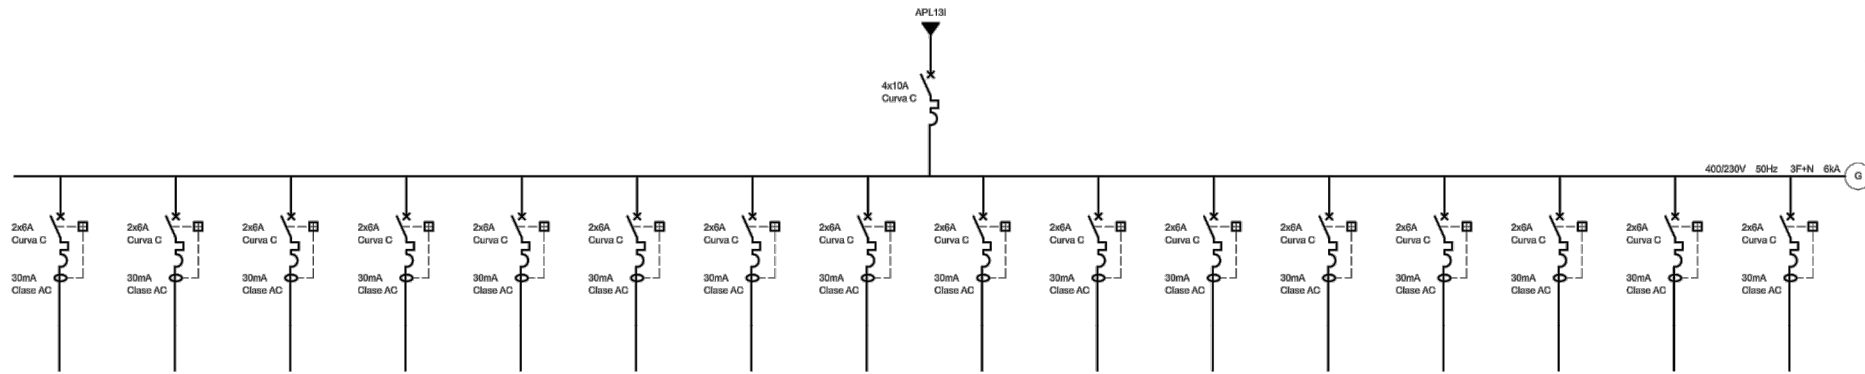 APL13I
4x10A
Curva C
400/230V 50Hz 3F+N 6kA
G
2x6A
Curva C
30mA
Clase AC
2x6A
Curva C
30mA
Clase AC
2x6A
Curva C
30mA
Clase AC
2x6A
Curva C
30mA
Clase AC
2x6A
Curva C
30mA
Clase AC
2x6A
Curva C
30mA
Clase AC
2x6A
Curva C
30mA
Clase AC
2x6A
Curva C
30mA
Clase AC
2x6A
Curva C
30mA
Clase AC
2x6A
Curva C
30mA
Clase AC
2x6A
Curva C
30mA
Clase AC
2x6A
Curva C
30mA
Clase AC
2x6A
Curva C
30mA
Clase AC
2x6A
Curva C
30mA
Clase AC
2x6A
Curva C
30mA
Clase AC
2x6A
Curva C
30mA
Clase AC